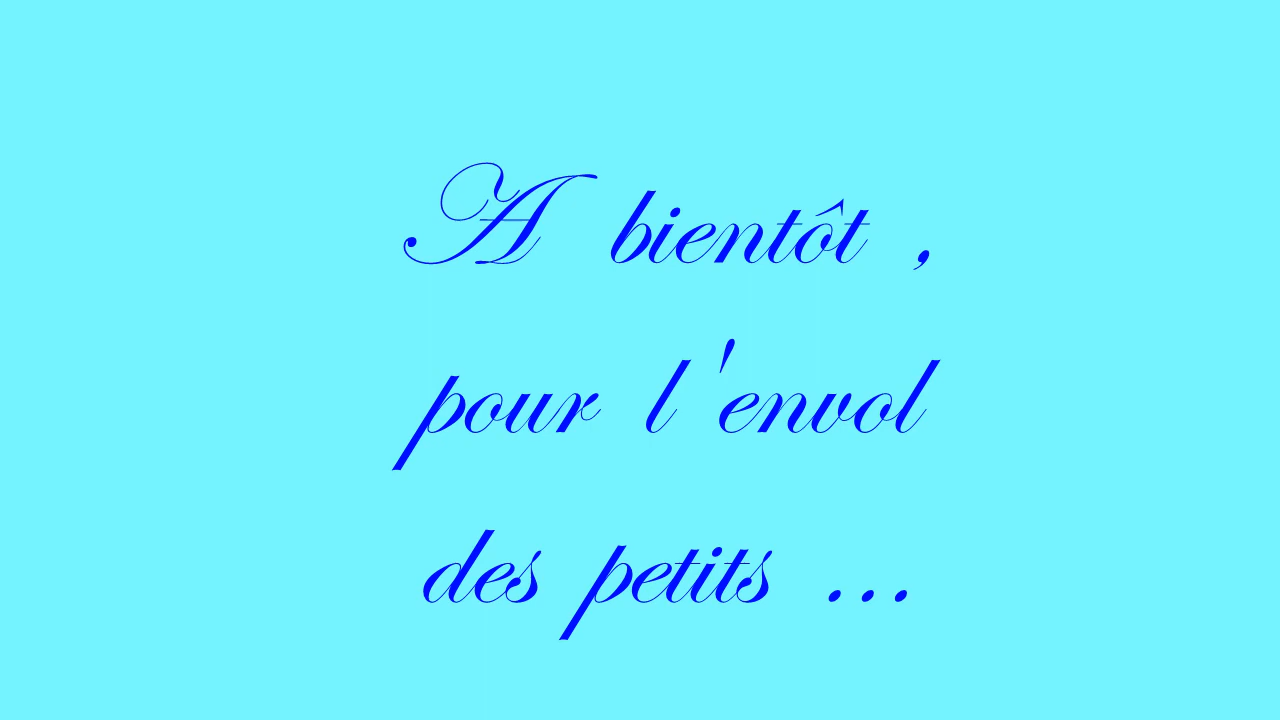 A bientôt ,
pour l'envol
des petits ...